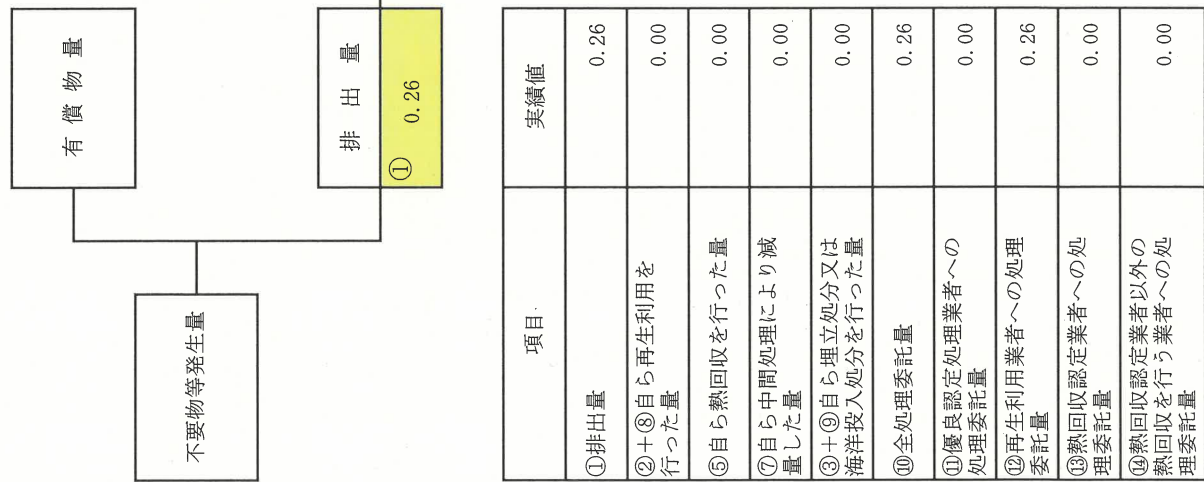 有償物量
不要物等発生量
排出量
① 0.26
項目 実績値
①排出量 0.26
②+⑧自ら再生利用を
行った量 0.00
⑤自ら熱回収を行った量 0.00
⑦自ら中間処理により減
量した量 0.00
③+⑨自ら埋立処分又は
海洋投入処分を行った量 0.00
⑩全処理委託量 0.26
⑪優良認定処理業者への
処理委託量 0.00
⑫再生利用業者への処理
委託量 0.26
⑬熱回収認定業者への処
理委託量 0.00
⑭熱回収認定業者以外の
熱回収を行う業者への処
理委託量 0.00